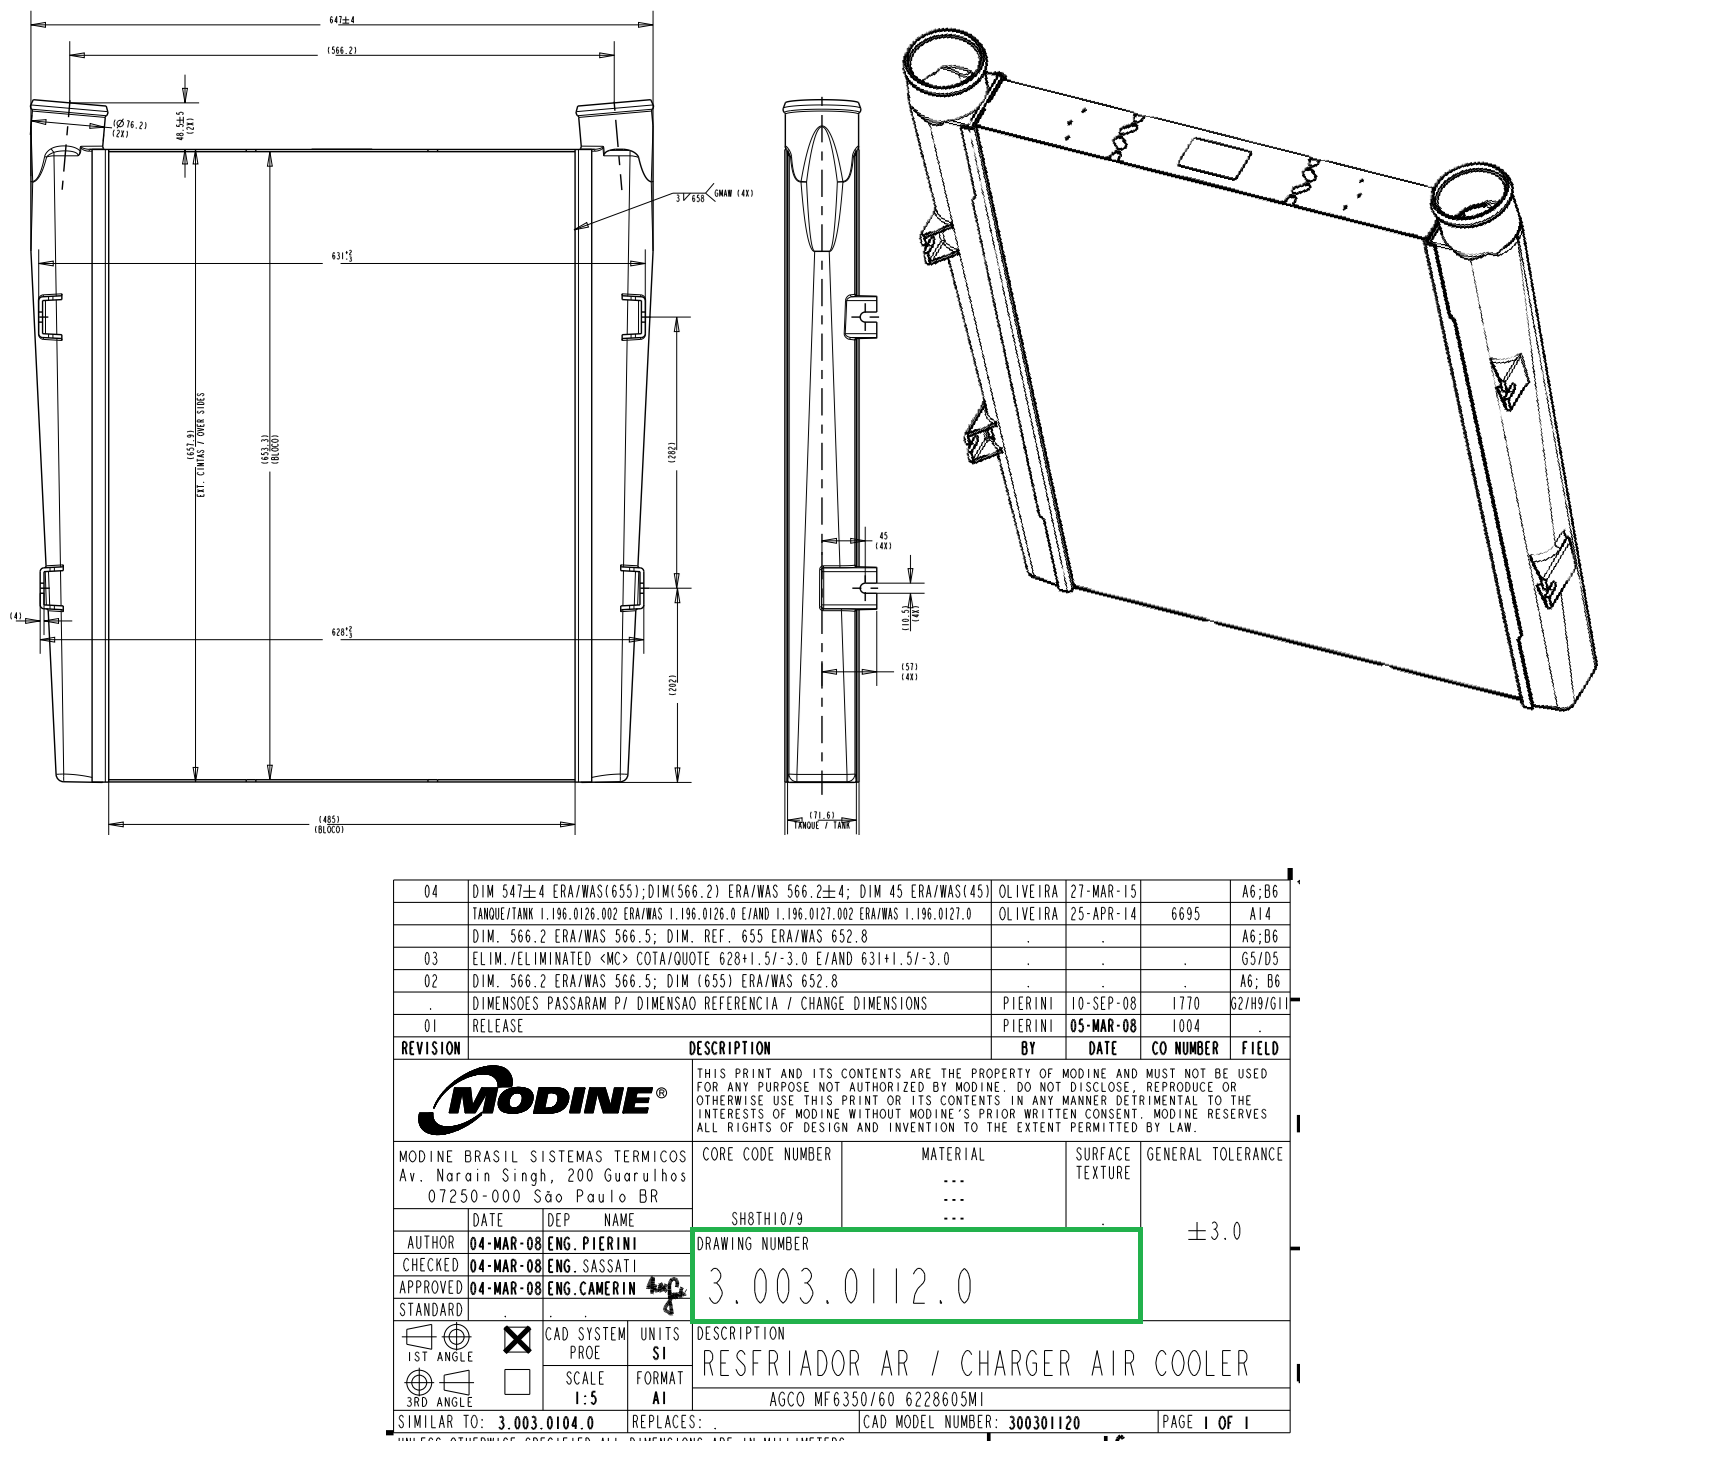 647±4
(566.2)
(Ø76.2)
(2X)
48.5±5
(2X)
3 658 GMAW (4X)
631
(657.9)
EXT. CINTAS / OVER SIDES
(653.3)
(BLOCO)
(282)
45
(4X)
(10.5)
(4X)
(4)
628
(57)
(4X)
(202)
(485)
(BLOCO)
(71.6)
TANQUE / TANK
04 DIM 547±4 ERA/WAS(655);DIM(566.2) ERA/WAS 566.2±4; DIM 45 ERA/WAS(45) OLIVEIRA 27-MAR-15 A6;B6
TANQUE/TANK 1.196.0126.002 ERA/WAS 1.196.0126.0 E/AND 1.196.0127.002 ERA/WAS 1.196.0127.0 OLIVEIRA 25-APR-14 6695 A14
DIM. 566.2 ERA/WAS 566.5; DIM. REF. 655 ERA/WAS 652.8 . . A6;B6
03 ELIM./ELIMINATED <MC> COTA/QUOTE 628+1.5/-3.0 E/AND 631+1.5/-3.0 . . . G5/D5
02 DIM. 566.2 ERA/WAS 566.5; DIM (655) ERA/WAS 652.8 . . A6; B6
. DIMENSOES PASSARAM P/ DIMENSAO REFERENCIA / CHANGE DIMENSIONS PIERINI 10-SEP-08 1770 G2/H9/G11
01 RELEASE PIERINI 05-MAR-08 1004 .
REVISION DESCRIPTION BY DATE CO NUMBER FIELD
MODINE®
THIS PRINT AND ITS CONTENTS ARE THE PROPERTY OF MODINE AND MUST NOT BE USED
FOR ANY PURPOSE NOT AUTHORIZED BY MODINE. DO NOT DISCLOSE, REPRODUCE OR
OTHERWISE USE THIS PRINT OR ITS CONTENTS IN ANY MANNER DETRIMENTAL TO THE
INTERESTS OF MODINE WITHOUT MODINE'S PRIOR WRITTEN CONSENT. MODINE RESERVES
ALL RIGHTS OF DESIGN AND INVENTION TO THE EXTENT PERMITTED BY LAW.
MODINE BRASIL SISTEMAS TERMICOS
Av. Narain Singh, 200 Guarulhos
07250-000 São Paulo BR
CORE CODE NUMBER
SH8TH10/9
MATERIAL
---
---
---
SURFACE
TEXTURE
.
GENERAL TOLERANCE
±3.0
DATE DEP NAME
AUTHOR 04-MAR-08 ENG. PIERINI
CHECKED 04-MAR-08 ENG. SASSATI
APPROVED 04-MAR-08 ENG.CAMERIN
STANDARD . . .
DRAWING NUMBER
3.003.0112.0
1ST ANGLE
3RD ANGLE
CAD SYSTEM
PROE
UNITS
SI
SCALE
1:5
FORMAT
A1
DESCRIPTION
RESFRIADOR AR / CHARGER AIR COOLER
AGCO MF6350/60 6228605M1
SIMILAR TO: 3.003.0104.0 REPLACES: . CAD MODEL NUMBER: 300301120 PAGE 1 OF 1
UNLESS OTHERWISE SPECIFIED ALL DIMENSIONS ARE IN MILLIMETERS